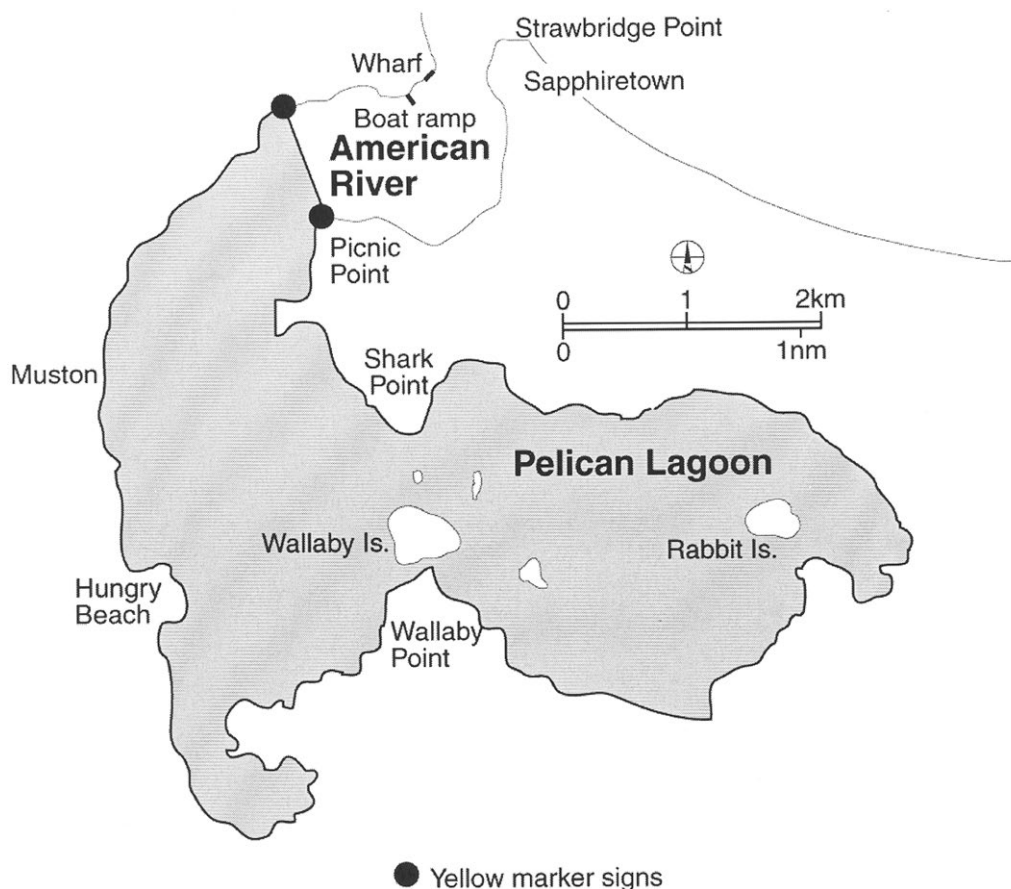 Strawbridge Point
Wharf
Sapphiretown
Boat ramp
American
River
Picnic
Point
N
0 1 2km
0 1nm
Shark
Point
Muston
Pelican Lagoon
Wallaby Is.
Rabbit Is.
Hungry
Beach
Wallaby
Point
Yellow marker signs